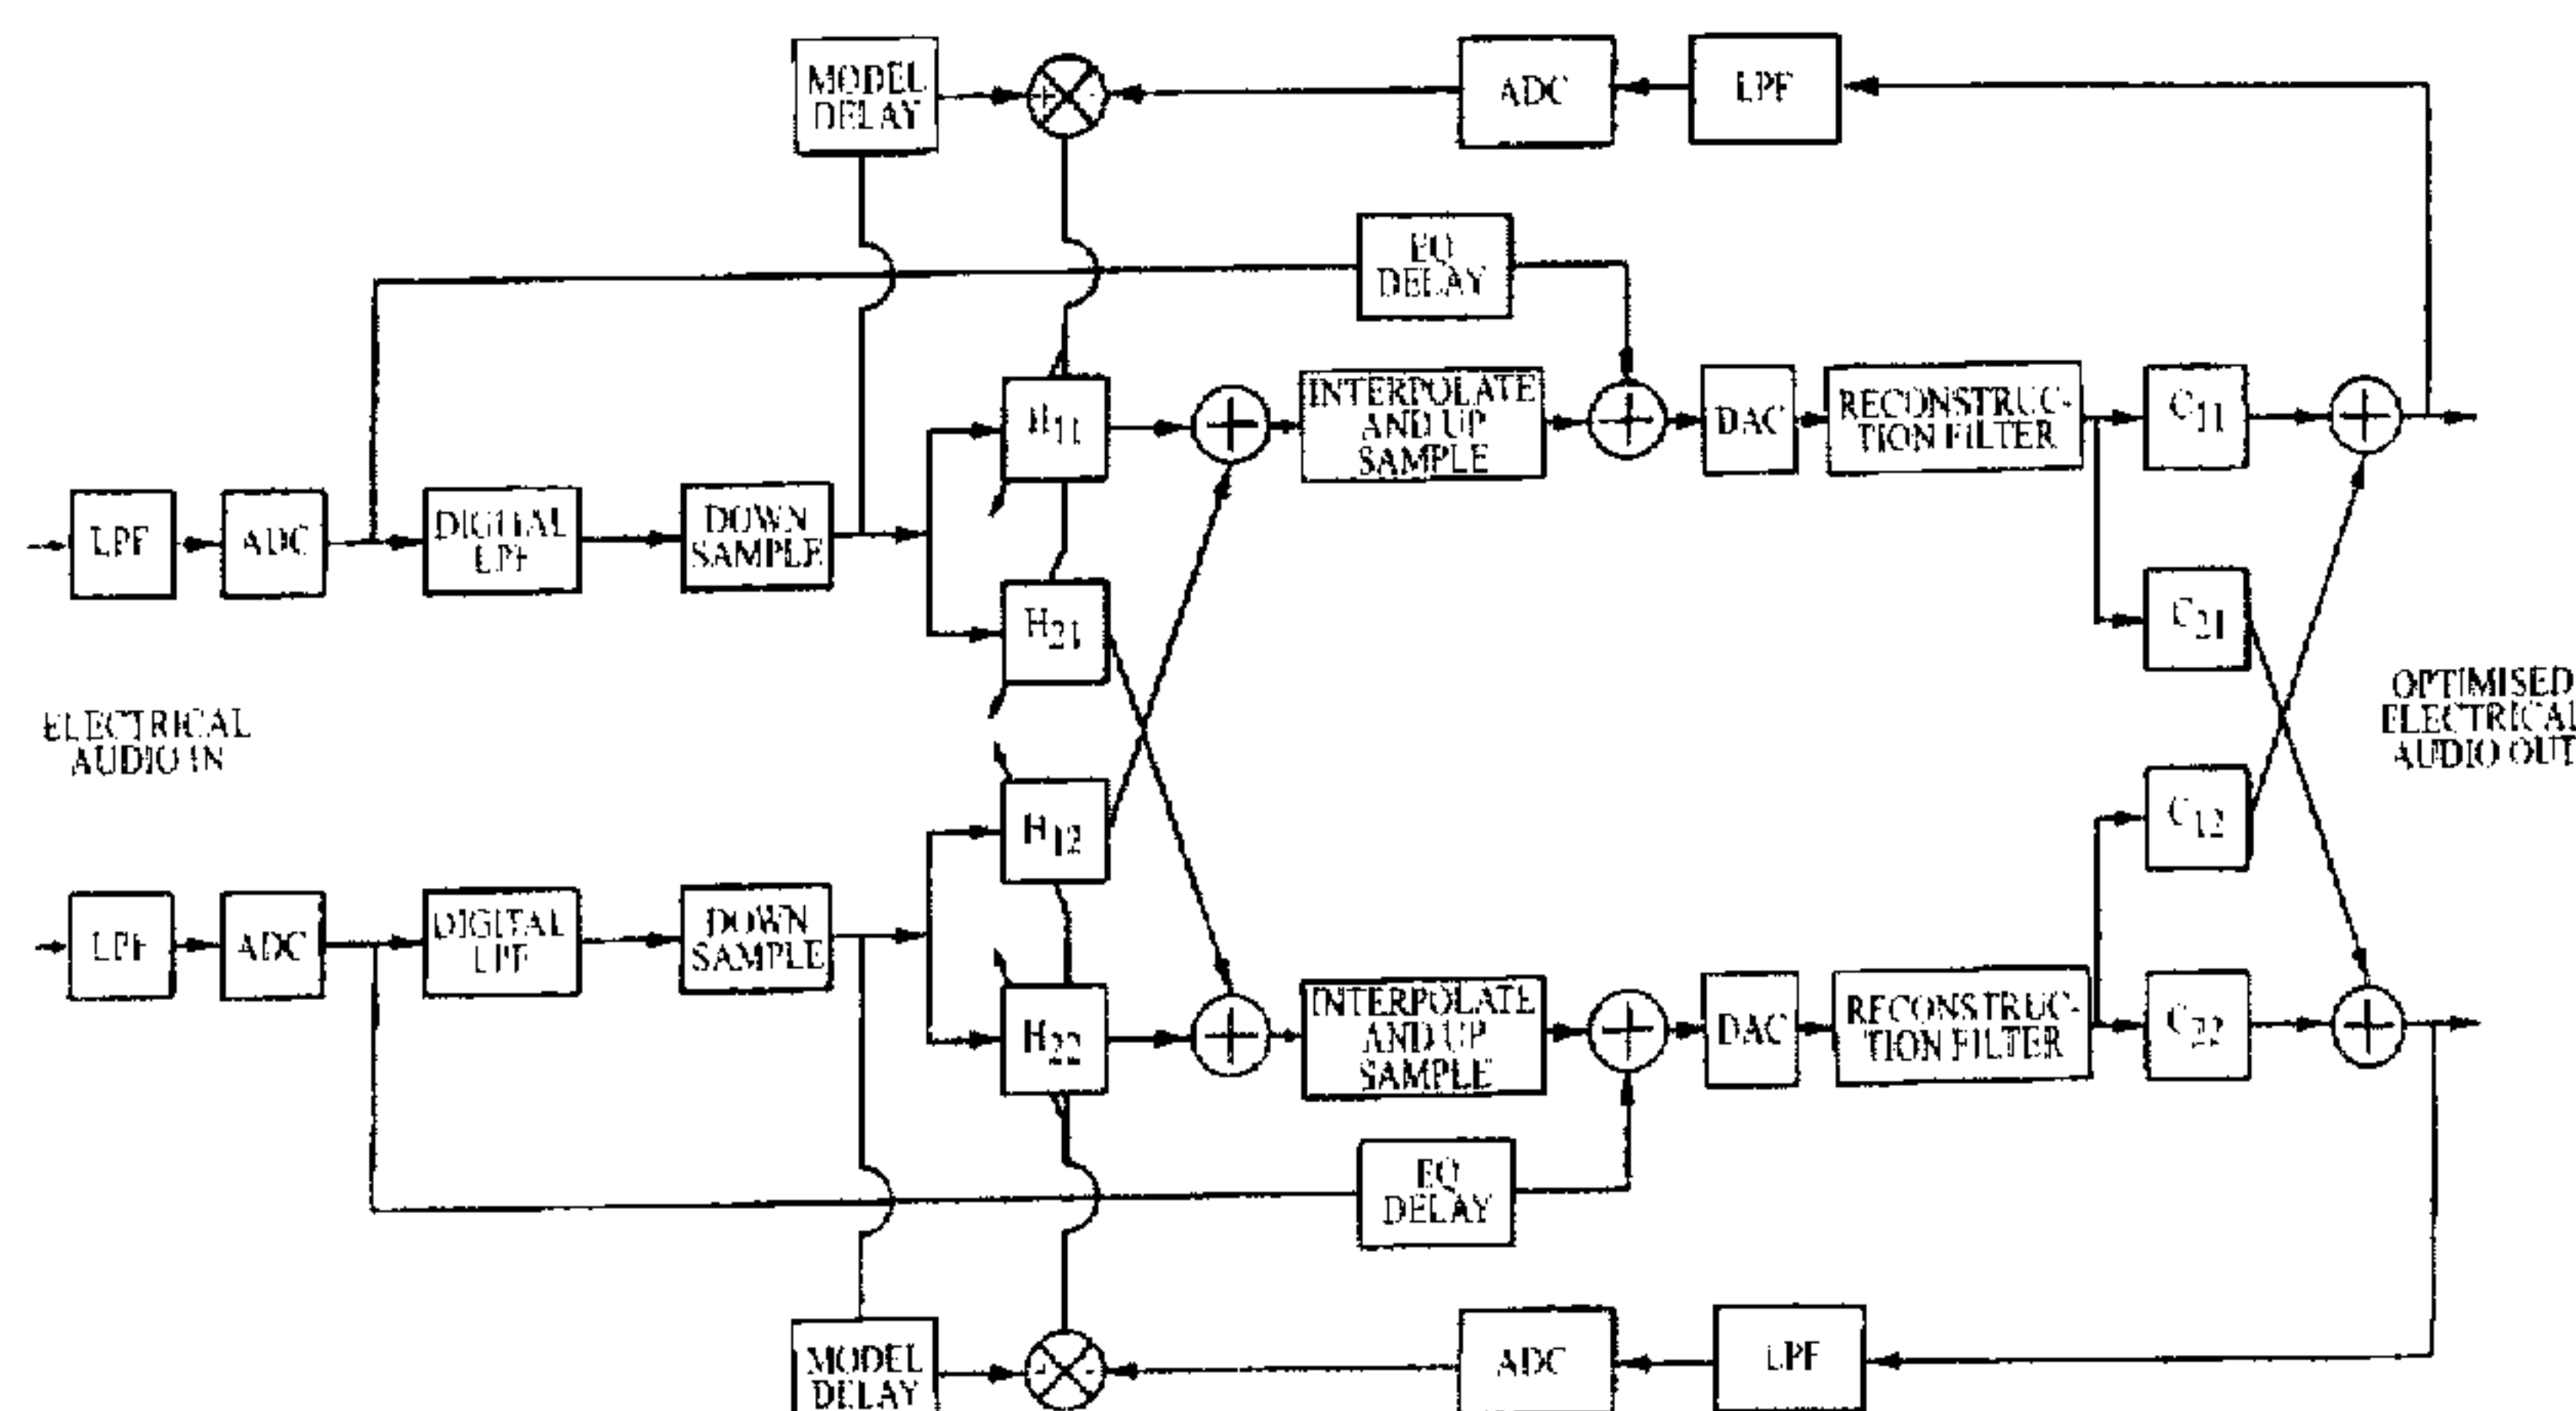 MODEL
DELAY
ADC
LPF
EQ
DELAY
H11
INTERPOLATE
AND UP
SAMPLE
DAC
RECONSTRUC-
TION FILTER
C11
LPF
ADC
DIGITAL
LPF
DOWN
SAMPLE
H21
C21
ELECTRICAL
AUDIO IN
OPTIMISED
ELECTRICAL
AUDIO OUT
H12
C12
LPF
ADC
DIGITAL
LPF
DOWN
SAMPLE
H22
INTERPOLATE
AND UP
SAMPLE
DAC
RECONSTRUC-
TION FILTER
C22
EQ
DELAY
MODEL
DELAY
ADC
LPF